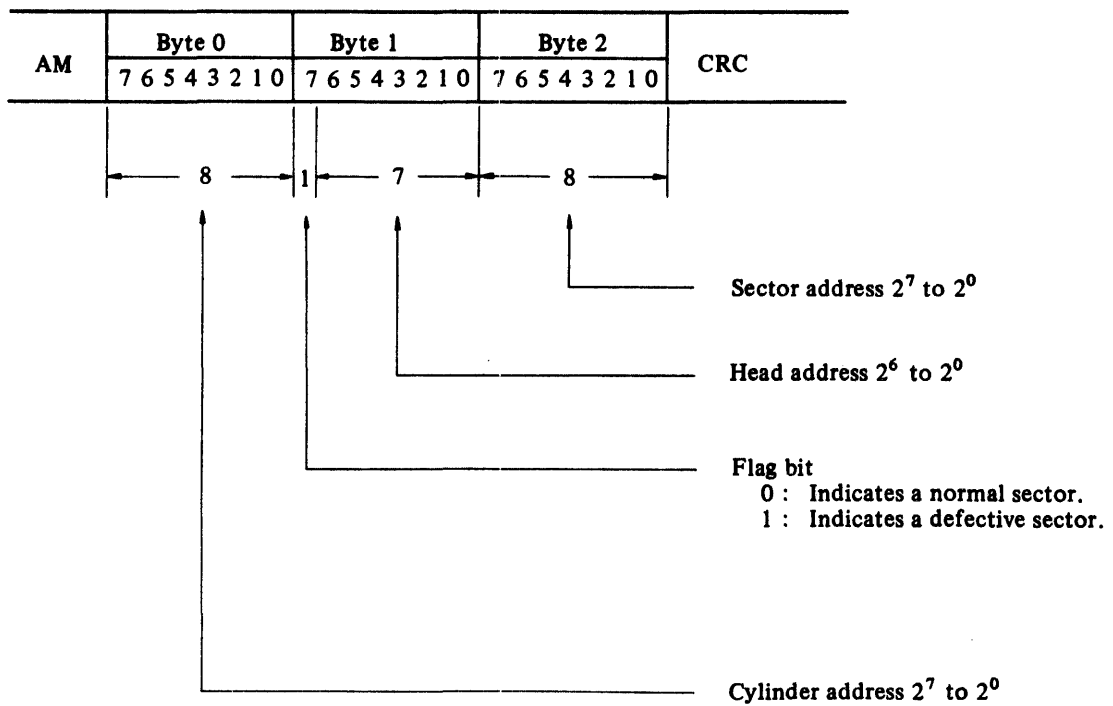 AM Byte 0 Byte 1 Byte 2 CRC
7 6 5 4 3 2 1 0 7 6 5 4 3 2 1 0 7 6 5 4 3 2 1 0
8 1 7 8
Sector address 2⁷ to 2⁰
Head address 2⁶ to 2⁰
Flag bit
0 : Indicates a normal sector.
1 : Indicates a defective sector.
Cylinder address 2⁷ to 2⁰